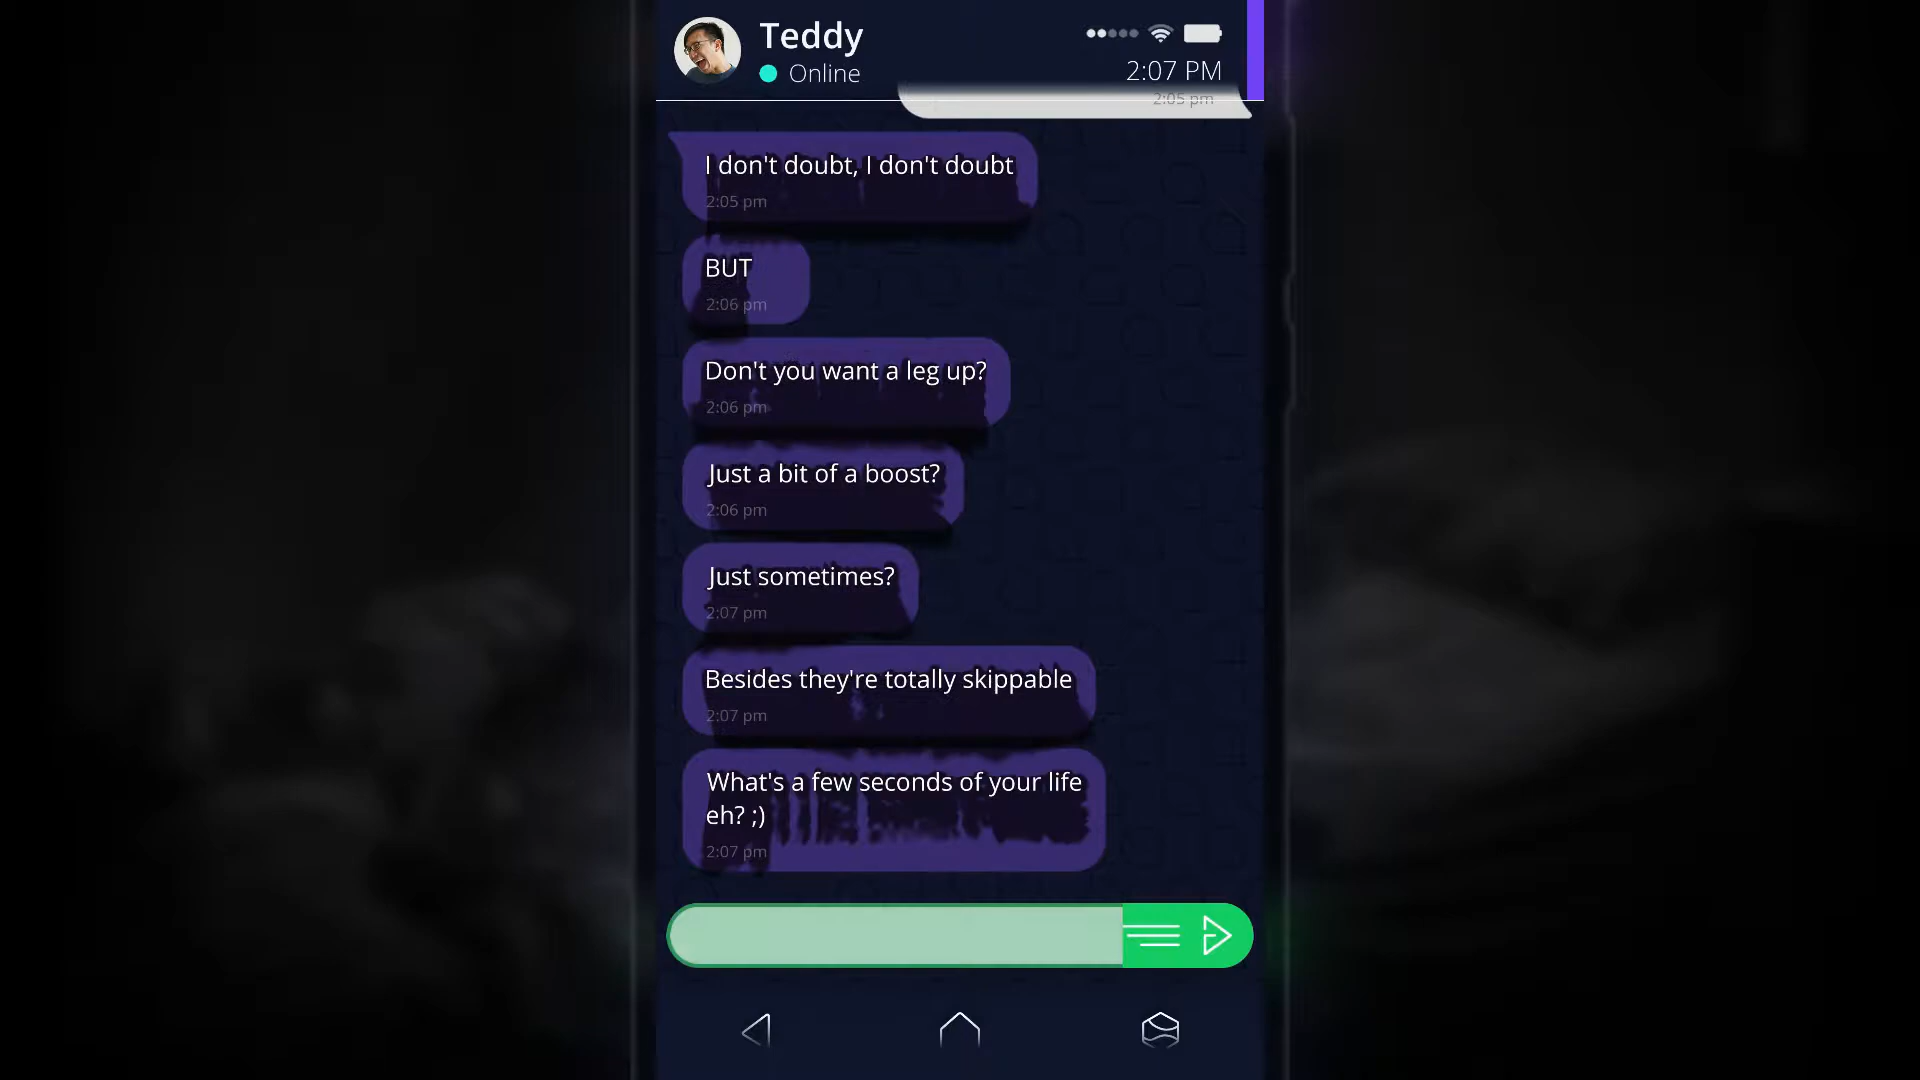 Teddy
Online
2:07 PM
2:05 pm
I don't doubt, I don't doubt
2:05 pm
BUT
2:06 pm
Don't you want a leg up?
2:06 pm
Just a bit of a boost?
2:06 pm
Just sometimes?
2:07 pm
Besides they're totally skippable
2:07 pm
What's a few seconds of your life
eh? ;)
2:07 pm